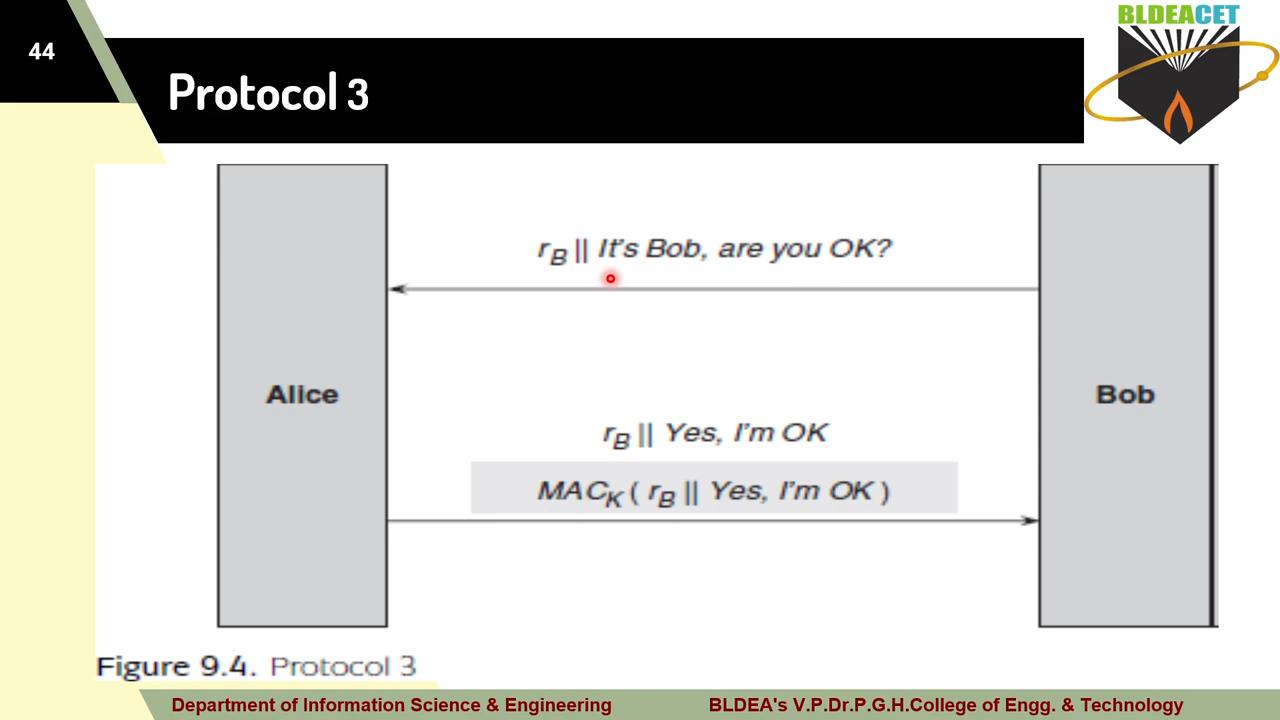 BLDEACET
44
Protocol 3
r_B || It's Bob, are you OK?
Alice
Bob
r_B || Yes, I'm OK
MAC_K ( r_B || Yes, I'm OK )
Figure 9.4. Protocol 3
Department of Information Science & Engineering
BLDEA's V.P.Dr.P.G.H.College of Engg. & Technology